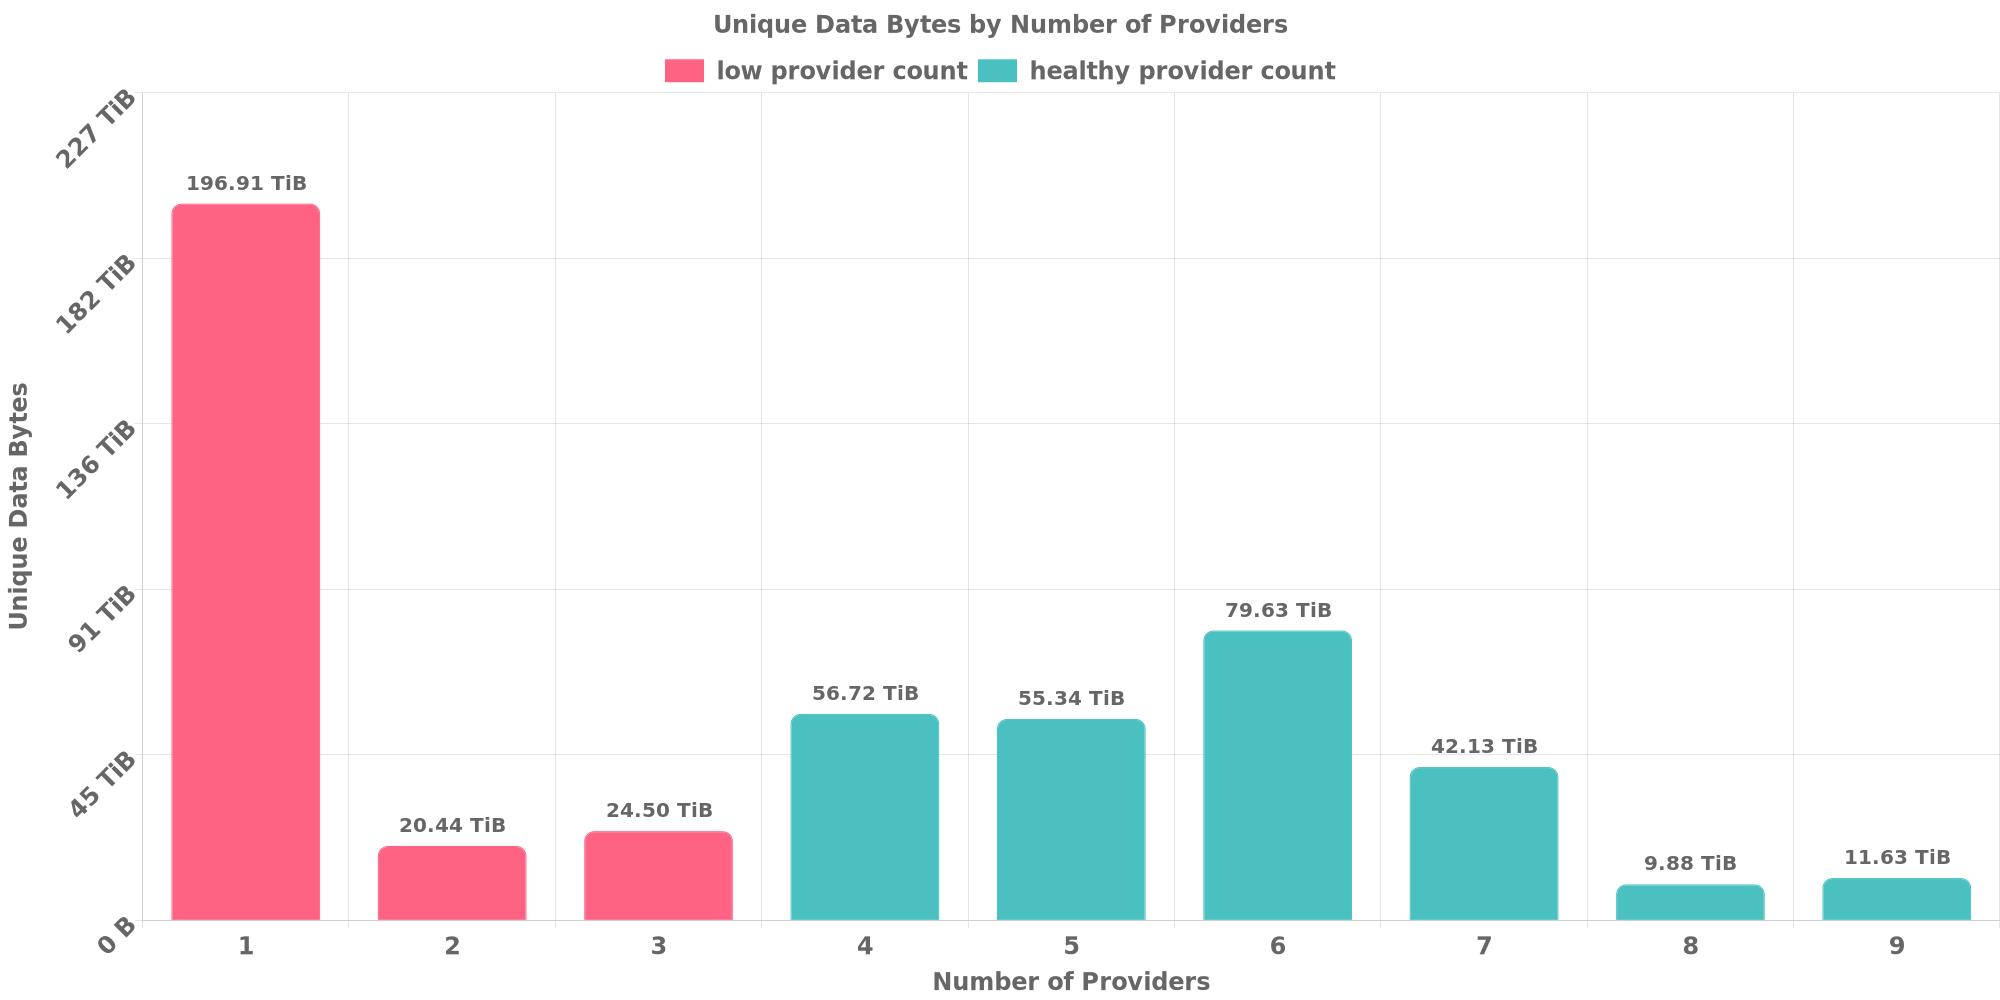 Unique Data Bytes by Number of Providers
low provider count healthy provider count
Unique Data Bytes
227 TiB
182 TiB
136 TiB
91 TiB
45 TiB
0 B
196.91 TiB
20.44 TiB
24.50 TiB
56.72 TiB
55.34 TiB
79.63 TiB
42.13 TiB
9.88 TiB
11.63 TiB
1 2 3 4 5 6 7 8 9
Number of Providers